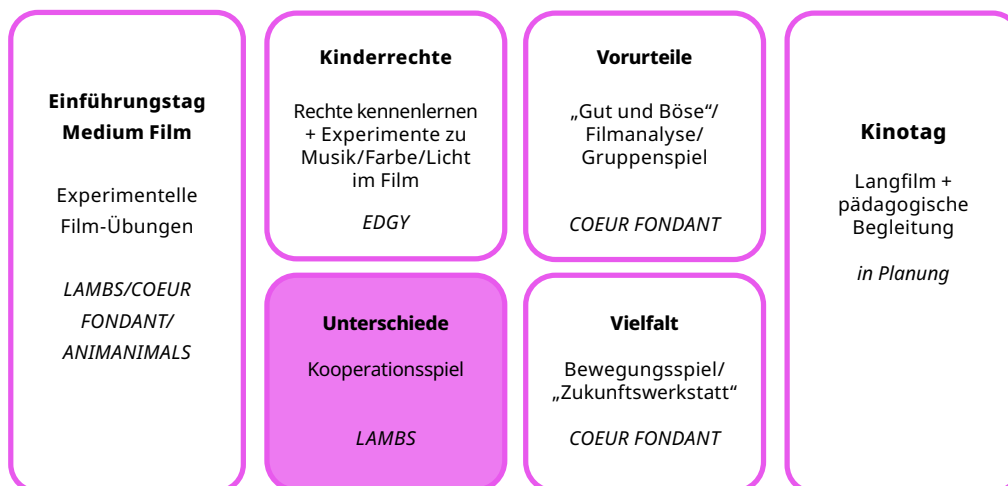 Einführungstag
Medium Film
Experimentelle
Film-Übungen
LAMBS/COEUR
FONDANT/
ANIMANIMALS
Kinderrechte
Rechte kennenlernen
+ Experimente zu
Musik/Farbe/Licht
im Film
EDGY
Vorurteile
„Gut und Böse“/
Filmanalyse/
Gruppenspiel
COEUR FONDANT
Unterschiede
Kooperationsspiel
LAMBS
Vielfalt
Bewegungsspiel/
„Zukunftswerkstatt“
COEUR FONDANT
Kinotag
Langfilm +
pädagogische
Begleitung
in Planung